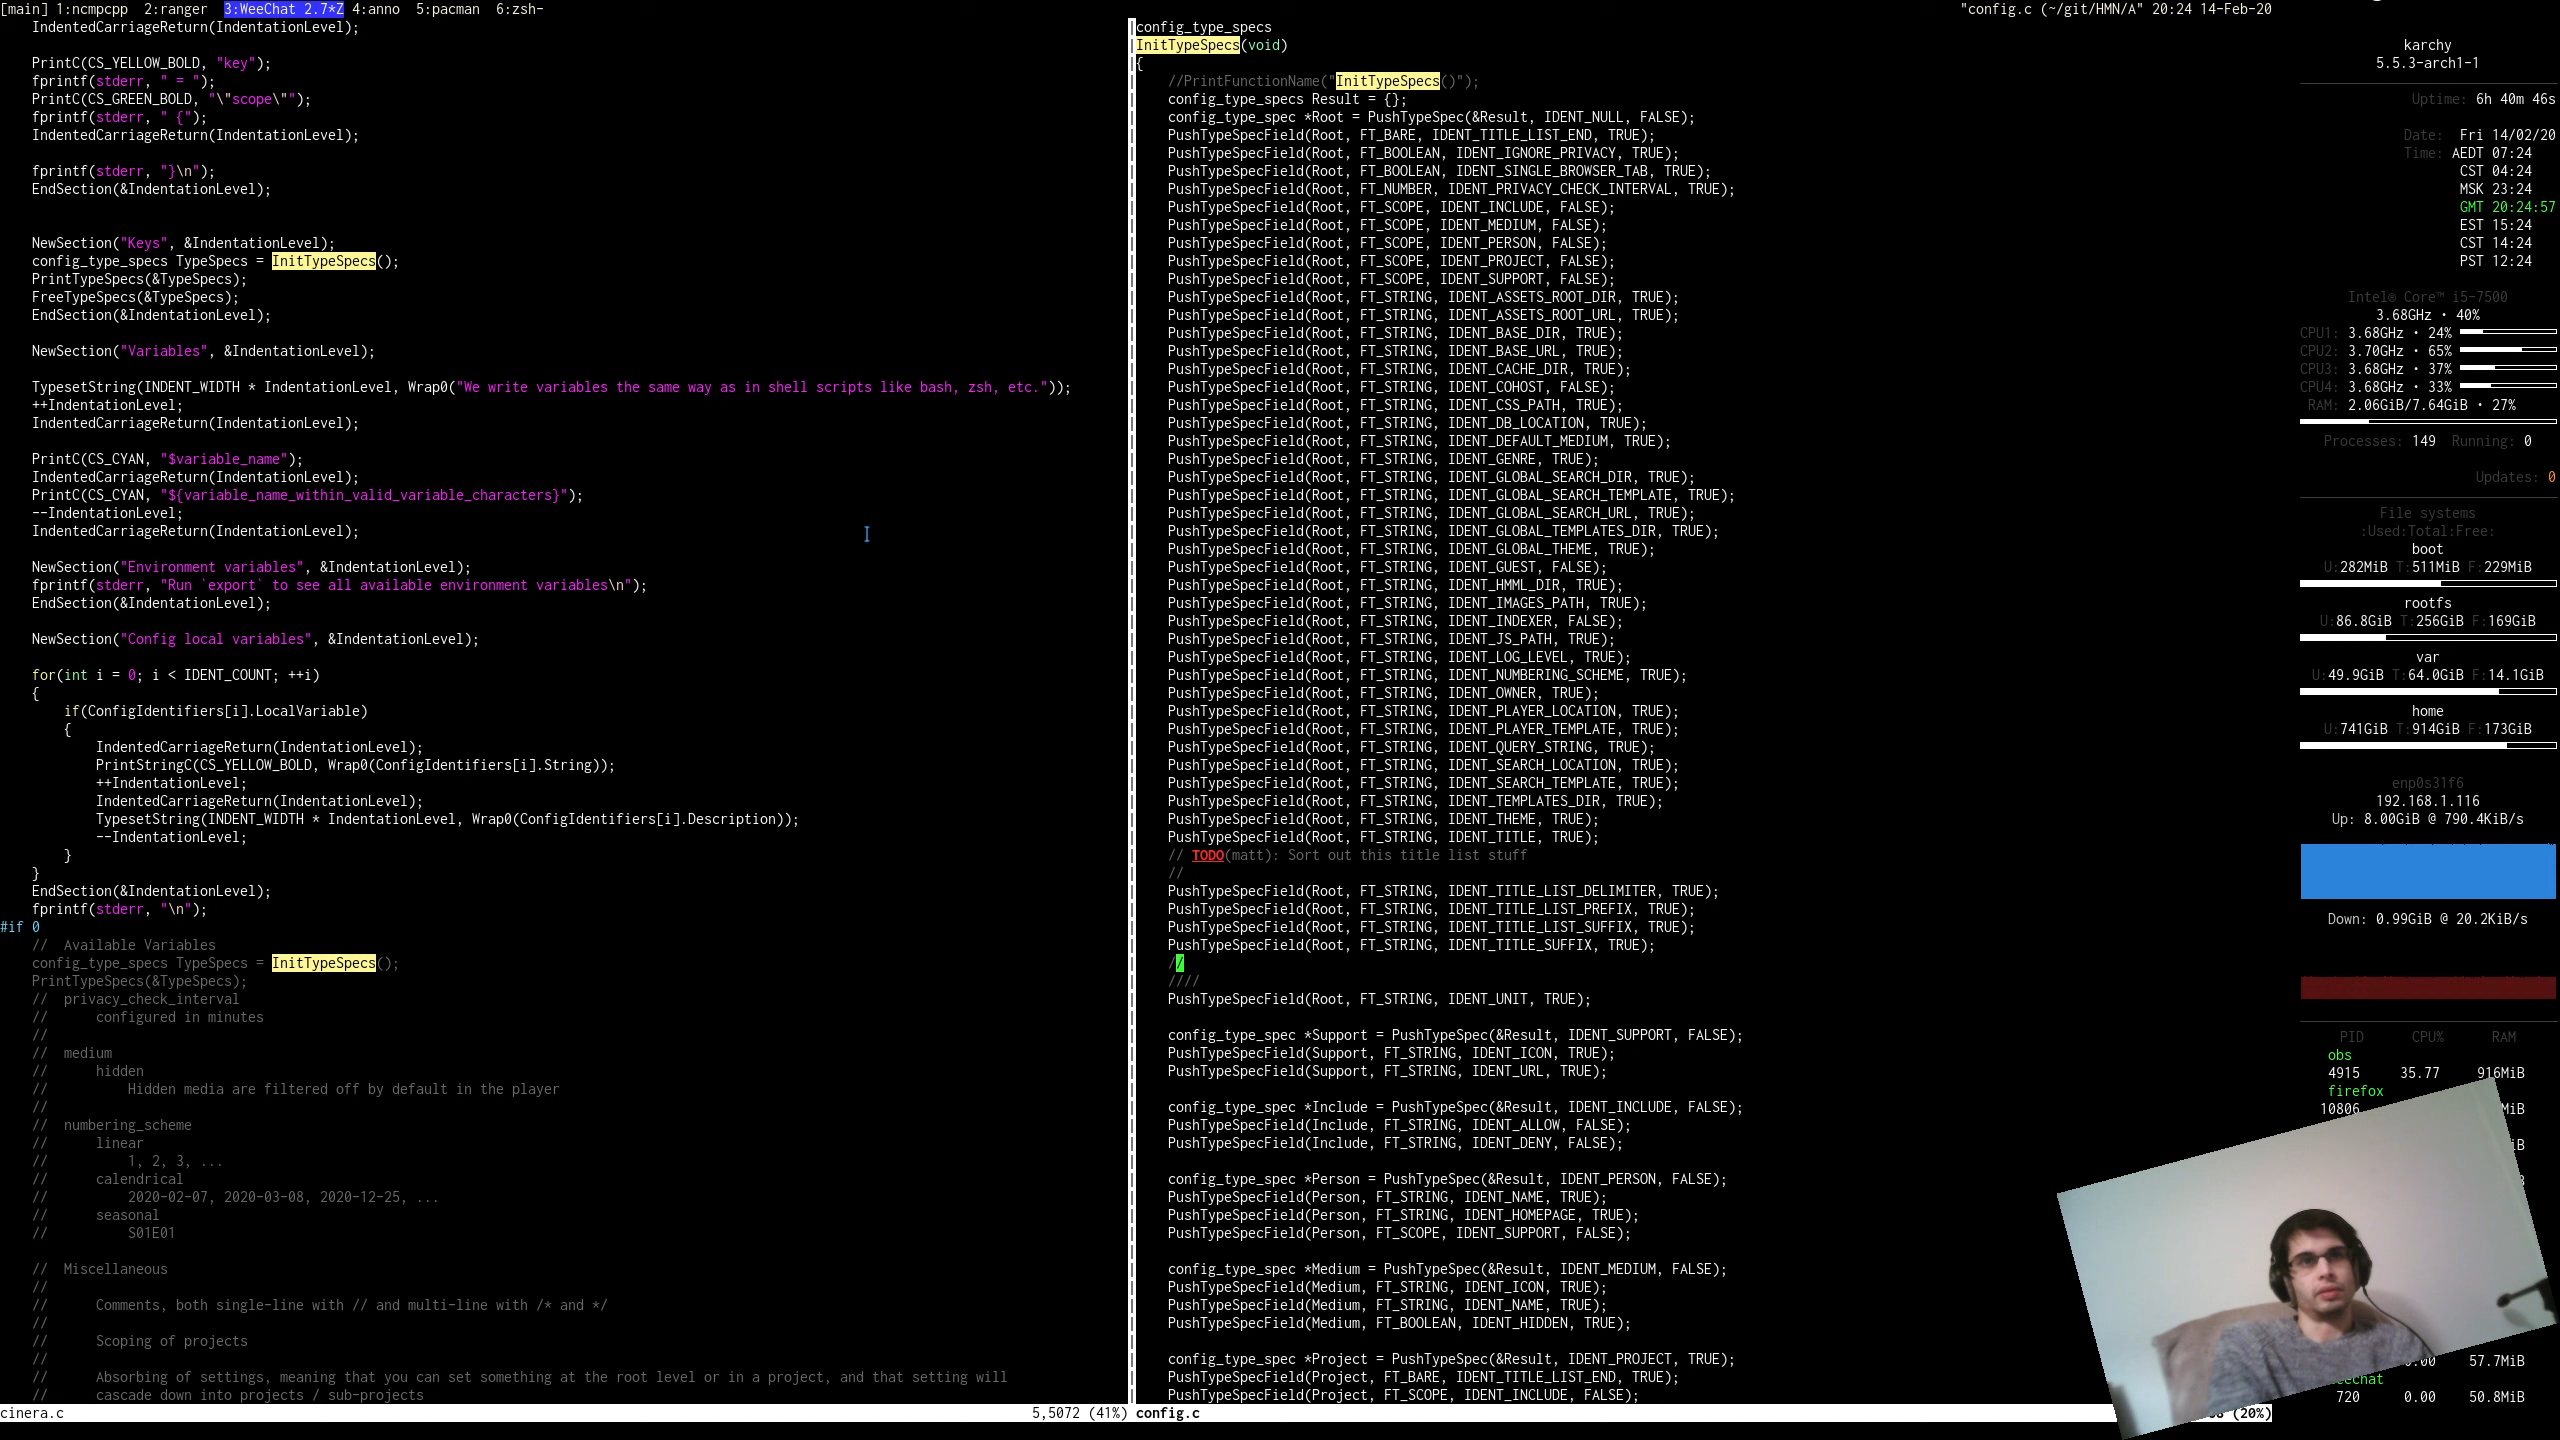 [main] 1:ncmpcpp  2:ranger  3:WeeChat 2.7*Z 4:anno  5:pacman  6:zsh-
"config.c (~/git/HMN/A" 20:24 14-Feb-20
    IndentedCarriageReturn(IndentationLevel);
    PrintC(CS_YELLOW_BOLD, "key");
    fprintf(stderr, " = ");
    PrintC(CS_GREEN_BOLD, "\"scope\"");
    fprintf(stderr, " {");
    IndentedCarriageReturn(IndentationLevel);
    fprintf(stderr, "}\n");
    EndSection(&IndentationLevel);
    NewSection("Keys", &IndentationLevel);
    config_type_specs TypeSpecs = InitTypeSpecs();
    PrintTypeSpecs(&TypeSpecs);
    FreeTypeSpecs(&TypeSpecs);
    EndSection(&IndentationLevel);
    NewSection("Variables", &IndentationLevel);
    TypesetString(INDENT_WIDTH * IndentationLevel, Wrap0("We write variables the same way as in shell scripts like bash, zsh, etc."));
    ++IndentationLevel;
    IndentedCarriageReturn(IndentationLevel);
    PrintC(CS_CYAN, "$variable_name");
    IndentedCarriageReturn(IndentationLevel);
    PrintC(CS_CYAN, "${variable_name_within_valid_variable_characters}");
    --IndentationLevel;
    IndentedCarriageReturn(IndentationLevel);
    NewSection("Environment variables", &IndentationLevel);
    fprintf(stderr, "Run `export` to see all available environment variables\n");
    EndSection(&IndentationLevel);
    NewSection("Config local variables", &IndentationLevel);
    for(int i = 0; i < IDENT_COUNT; ++i)
    {
        if(ConfigIdentifiers[i].LocalVariable)
        {
            IndentedCarriageReturn(IndentationLevel);
            PrintStringC(CS_YELLOW_BOLD, Wrap0(ConfigIdentifiers[i].String));
            ++IndentationLevel;
            IndentedCarriageReturn(IndentationLevel);
            TypesetString(INDENT_WIDTH * IndentationLevel, Wrap0(ConfigIdentifiers[i].Description));
            --IndentationLevel;
        }
    }
    EndSection(&IndentationLevel);
    fprintf(stderr, "\n");
#if 0
    //  Available Variables
    config_type_specs TypeSpecs = InitTypeSpecs();
    PrintTypeSpecs(&TypeSpecs);
    //  privacy_check_interval
    //      configured in minutes
    //
    //  medium
    //      hidden
    //          Hidden media are filtered off by default in the player
    //
    //  numbering_scheme
    //      linear
    //          1, 2, 3, ...
    //      calendrical
    //          2020-02-07, 2020-03-08, 2020-12-25, ...
    //      seasonal
    //          S01E01
    //  Miscellaneous
    //
    //      Comments, both single-line with // and multi-line with /* and */
    //
    //      Scoping of projects
    //
    //      Absorbing of settings, meaning that you can set something at the root level or in a project, and that setting will
    //      cascade down into projects / sub-projects
cinera.c    5,5072 (41%)
config_type_specs
InitTypeSpecs(void)
{
    //PrintFunctionName("InitTypeSpecs()");
    config_type_specs Result = {};
    config_type_spec *Root = PushTypeSpec(&Result, IDENT_NULL, FALSE);
    PushTypeSpecField(Root, FT_BARE, IDENT_TITLE_LIST_END, TRUE);
    PushTypeSpecField(Root, FT_BOOLEAN, IDENT_IGNORE_PRIVACY, TRUE);
    PushTypeSpecField(Root, FT_BOOLEAN, IDENT_SINGLE_BROWSER_TAB, TRUE);
    PushTypeSpecField(Root, FT_NUMBER, IDENT_PRIVACY_CHECK_INTERVAL, TRUE);
    PushTypeSpecField(Root, FT_SCOPE, IDENT_INCLUDE, FALSE);
    PushTypeSpecField(Root, FT_SCOPE, IDENT_MEDIUM, FALSE);
    PushTypeSpecField(Root, FT_SCOPE, IDENT_PERSON, FALSE);
    PushTypeSpecField(Root, FT_SCOPE, IDENT_PROJECT, FALSE);
    PushTypeSpecField(Root, FT_SCOPE, IDENT_SUPPORT, FALSE);
    PushTypeSpecField(Root, FT_STRING, IDENT_ASSETS_ROOT_DIR, TRUE);
    PushTypeSpecField(Root, FT_STRING, IDENT_ASSETS_ROOT_URL, TRUE);
    PushTypeSpecField(Root, FT_STRING, IDENT_BASE_DIR, TRUE);
    PushTypeSpecField(Root, FT_STRING, IDENT_BASE_URL, TRUE);
    PushTypeSpecField(Root, FT_STRING, IDENT_CACHE_DIR, TRUE);
    PushTypeSpecField(Root, FT_STRING, IDENT_COHOST, FALSE);
    PushTypeSpecField(Root, FT_STRING, IDENT_CSS_PATH, TRUE);
    PushTypeSpecField(Root, FT_STRING, IDENT_DB_LOCATION, TRUE);
    PushTypeSpecField(Root, FT_STRING, IDENT_DEFAULT_MEDIUM, TRUE);
    PushTypeSpecField(Root, FT_STRING, IDENT_GENRE, TRUE);
    PushTypeSpecField(Root, FT_STRING, IDENT_GLOBAL_SEARCH_DIR, TRUE);
    PushTypeSpecField(Root, FT_STRING, IDENT_GLOBAL_SEARCH_TEMPLATE, TRUE);
    PushTypeSpecField(Root, FT_STRING, IDENT_GLOBAL_SEARCH_URL, TRUE);
    PushTypeSpecField(Root, FT_STRING, IDENT_GLOBAL_TEMPLATES_DIR, TRUE);
    PushTypeSpecField(Root, FT_STRING, IDENT_GLOBAL_THEME, TRUE);
    PushTypeSpecField(Root, FT_STRING, IDENT_GUEST, FALSE);
    PushTypeSpecField(Root, FT_STRING, IDENT_HMML_DIR, TRUE);
    PushTypeSpecField(Root, FT_STRING, IDENT_IMAGES_PATH, TRUE);
    PushTypeSpecField(Root, FT_STRING, IDENT_INDEXER, FALSE);
    PushTypeSpecField(Root, FT_STRING, IDENT_JS_PATH, TRUE);
    PushTypeSpecField(Root, FT_STRING, IDENT_LOG_LEVEL, TRUE);
    PushTypeSpecField(Root, FT_STRING, IDENT_NUMBERING_SCHEME, TRUE);
    PushTypeSpecField(Root, FT_STRING, IDENT_OWNER, TRUE);
    PushTypeSpecField(Root, FT_STRING, IDENT_PLAYER_LOCATION, TRUE);
    PushTypeSpecField(Root, FT_STRING, IDENT_PLAYER_TEMPLATE, TRUE);
    PushTypeSpecField(Root, FT_STRING, IDENT_QUERY_STRING, TRUE);
    PushTypeSpecField(Root, FT_STRING, IDENT_SEARCH_LOCATION, TRUE);
    PushTypeSpecField(Root, FT_STRING, IDENT_SEARCH_TEMPLATE, TRUE);
    PushTypeSpecField(Root, FT_STRING, IDENT_TEMPLATES_DIR, TRUE);
    PushTypeSpecField(Root, FT_STRING, IDENT_THEME, TRUE);
    PushTypeSpecField(Root, FT_STRING, IDENT_TITLE, TRUE);
    // TODO(matt): Sort out this title list stuff
    //
    PushTypeSpecField(Root, FT_STRING, IDENT_TITLE_LIST_DELIMITER, TRUE);
    PushTypeSpecField(Root, FT_STRING, IDENT_TITLE_LIST_PREFIX, TRUE);
    PushTypeSpecField(Root, FT_STRING, IDENT_TITLE_LIST_SUFFIX, TRUE);
    PushTypeSpecField(Root, FT_STRING, IDENT_TITLE_SUFFIX, TRUE);
    //
    ////
    PushTypeSpecField(Root, FT_STRING, IDENT_UNIT, TRUE);
    config_type_spec *Support = PushTypeSpec(&Result, IDENT_SUPPORT, FALSE);
    PushTypeSpecField(Support, FT_STRING, IDENT_ICON, TRUE);
    PushTypeSpecField(Support, FT_STRING, IDENT_URL, TRUE);
    config_type_spec *Include = PushTypeSpec(&Result, IDENT_INCLUDE, FALSE);
    PushTypeSpecField(Include, FT_STRING, IDENT_ALLOW, FALSE);
    PushTypeSpecField(Include, FT_STRING, IDENT_DENY, FALSE);
    config_type_spec *Person = PushTypeSpec(&Result, IDENT_PERSON, FALSE);
    PushTypeSpecField(Person, FT_STRING, IDENT_NAME, TRUE);
    PushTypeSpecField(Person, FT_STRING, IDENT_HOMEPAGE, TRUE);
    PushTypeSpecField(Person, FT_SCOPE, IDENT_SUPPORT, FALSE);
    config_type_spec *Medium = PushTypeSpec(&Result, IDENT_MEDIUM, FALSE);
    PushTypeSpecField(Medium, FT_STRING, IDENT_ICON, TRUE);
    PushTypeSpecField(Medium, FT_STRING, IDENT_NAME, TRUE);
    PushTypeSpecField(Medium, FT_BOOLEAN, IDENT_HIDDEN, TRUE);
    config_type_spec *Project = PushTypeSpec(&Result, IDENT_PROJECT, TRUE);
    PushTypeSpecField(Project, FT_BARE, IDENT_TITLE_LIST_END, TRUE);
    PushTypeSpecField(Project, FT_SCOPE, IDENT_INCLUDE, FALSE);
config.c    (20%)
karchy
5.5.3-arch1-1
Uptime: 6h 40m 46s
Date:  Fri 14/02/20
Time: AEDT 07:24
CST 04:24
MSK 23:24
GMT 20:24:57
EST 15:24
CST 14:24
PST 12:24
Intel® Core™ i5-7500
3.68GHz • 40%
CPU1: 3.68GHz • 24%
CPU2: 3.70GHz • 65%
CPU3: 3.68GHz • 37%
CPU4: 3.68GHz • 33%
RAM: 2.06GiB/7.64GiB • 27%
Processes: 149  Running: 0
Updates: 0
File systems
:Used:Total:Free:
boot
U:282MiB T:511MiB F:229MiB
rootfs
U:86.8GiB T:256GiB F:169GiB
var
U:49.9GiB T:64.0GiB F:14.1GiB
home
U:741GiB T:914GiB F:173GiB
enp0s31f6
192.168.1.116
Up: 8.00GiB @ 790.4KiB/s
Down: 0.99GiB @ 20.2KiB/s
PID  CPU%  RAM
obs
4915  35.77  916MiB
firefox
10806
57.7MiB
720  0.00  50.8MiB